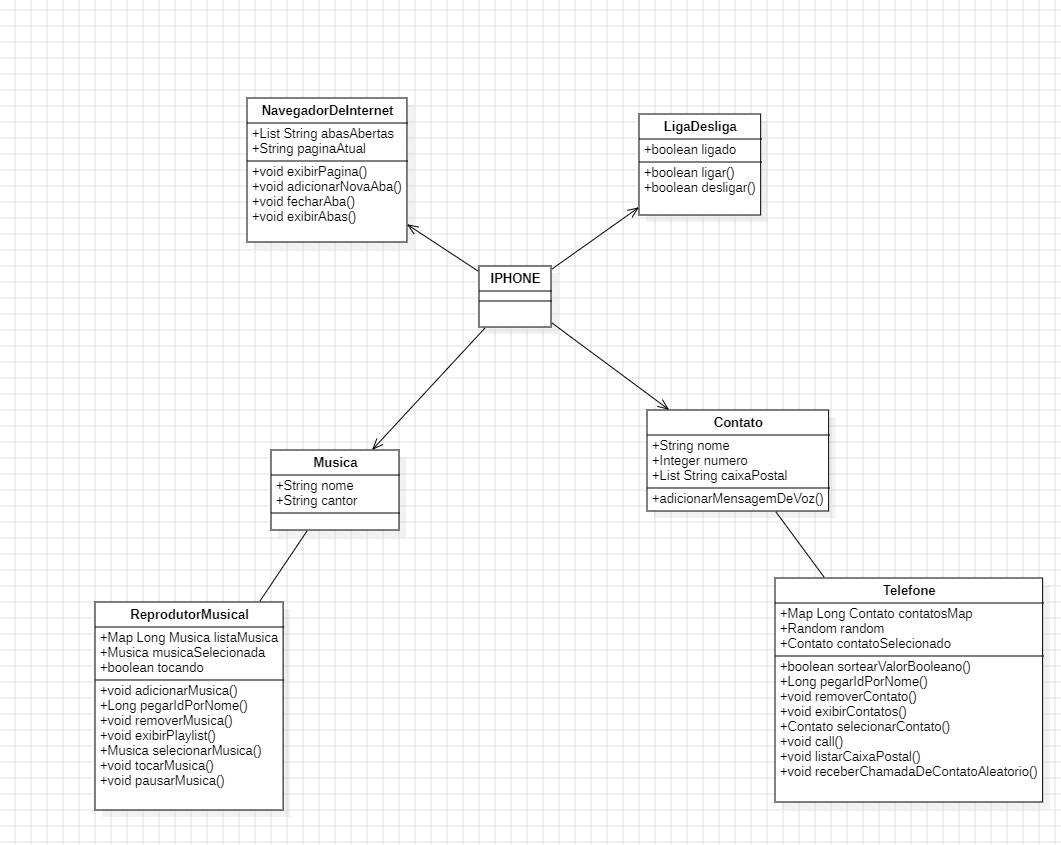 NavegadorDeInternet
+List String abasAbertas
+String paginaAtual
+void exibirPagina()
+void adicionarNovaAba()
+void fecharAba()
+void exibirAbas()
LigaDesliga
+boolean ligado
+boolean ligar()
+boolean desligar()
IPHONE
Musica
+String nome
+String cantor
Contato
+String nome
+Integer numero
+List String caixaPostal
+adicionarMensagemDeVoz()
ReprodutorMusical
+Map Long Musica listaMusica
+Musica musicaSelecionada
+boolean tocando
+void adicionarMusica()
+Long pegarIdPorNome()
+void removerMusica()
+void exibirPlaylist()
+Musica selecionarMusica()
+void tocarMusica()
+void pausarMusica()
Telefone
+Map Long Contato contatosMap
+Random random
+Contato contatoSelecionado
+boolean sortearValorBooleano()
+Long pegarIdPorNome()
+void removerContato()
+void exibirContatos()
+Contato selecionarContato()
+void call()
+void listarCaixaPostal()
+void receberChamadaDeContatoAleatorio()